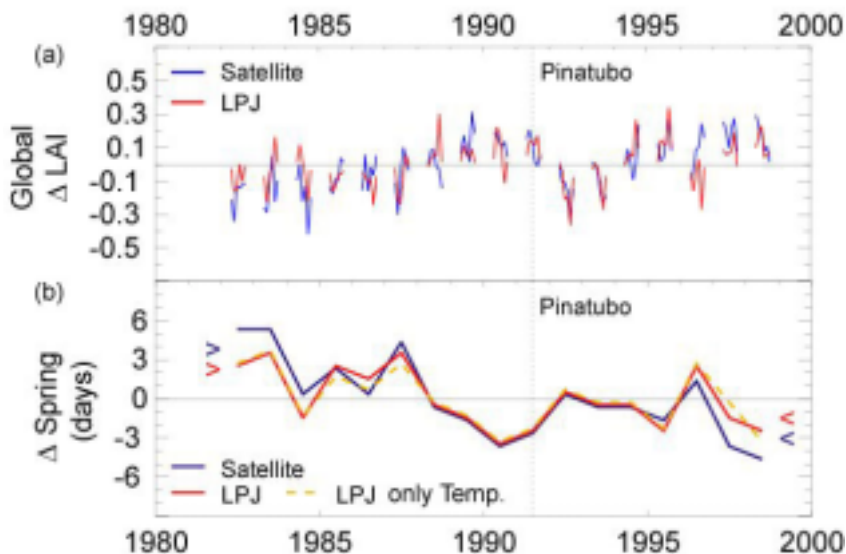 1980 1985 1990 1995 2000
(a)
Satellite
LPJ
Pinatubo
Global
Δ LAI
0.5
0.3
0.1
-0.1
-0.3
-0.5
(b)
Pinatubo
Δ Spring
(days)
6
3
0
-3
-6
>
>
<
<
Satellite
LPJ LPJ only Temp.
1980 1985 1990 1995 2000